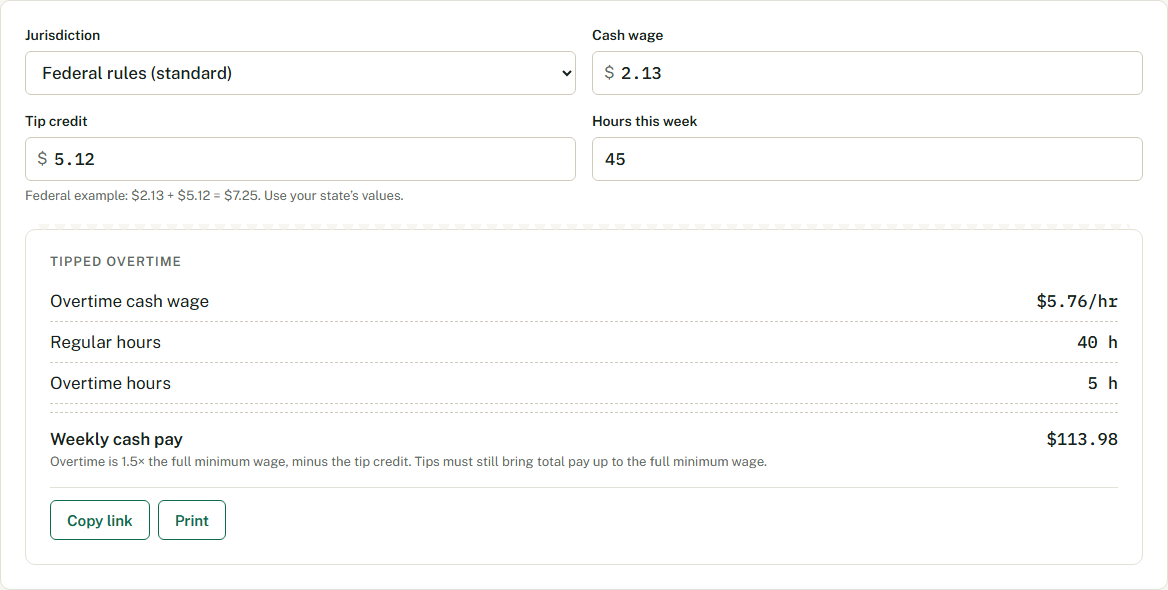 Jurisdiction
Cash wage
Federal rules (standard)
$ 2.13
Tip credit
Hours this week
$ 5.12
45
Federal example: $2.13 + $5.12 = $7.25. Use your state's values.
TIPPED OVERTIME
Overtime cash wage
$5.76/hr
Regular hours
40 h
Overtime hours
5 h
Weekly cash pay
$113.98
Overtime is 1.5× the full minimum wage, minus the tip credit. Tips must still bring total pay up to the full minimum wage.
Copy link
Print